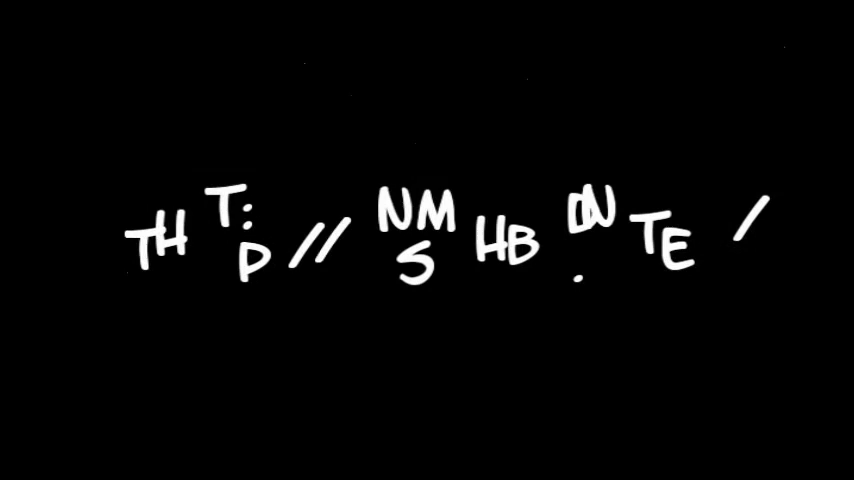 TH T: P // NM S HB DN . TE /